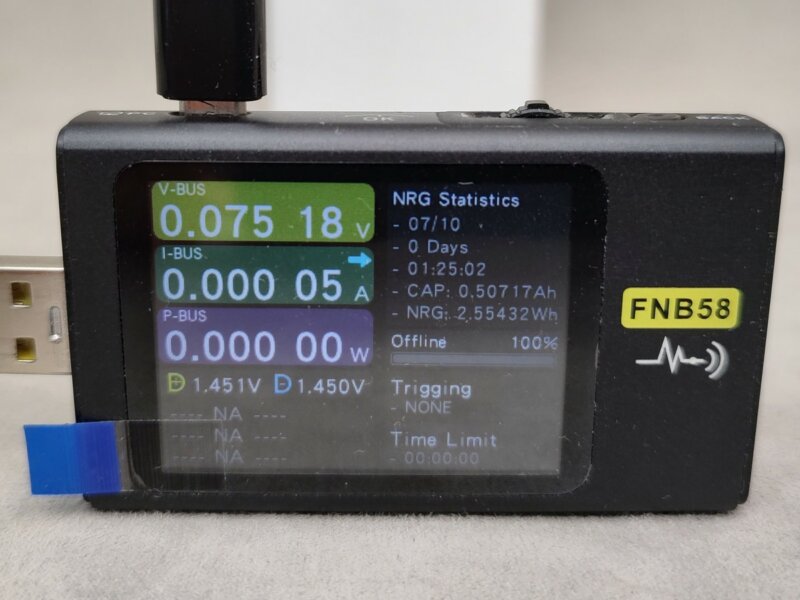 PC
OK
BACK
V-BUS
0.075 18 V
I-BUS
0.000 05 A
P-BUS
0.000 00 W
D 1.451V D 1.450V
---- NA ----
---- NA ----
---- NA ----
NRG Statistics
- 07/10
- 0 Days
- 01:25:02
- CAP: 0.50717Ah
- NRG: 2.55432Wh
Offline 100%
Trigging
- NONE
Time Limit
- 00:00:00
FNB58